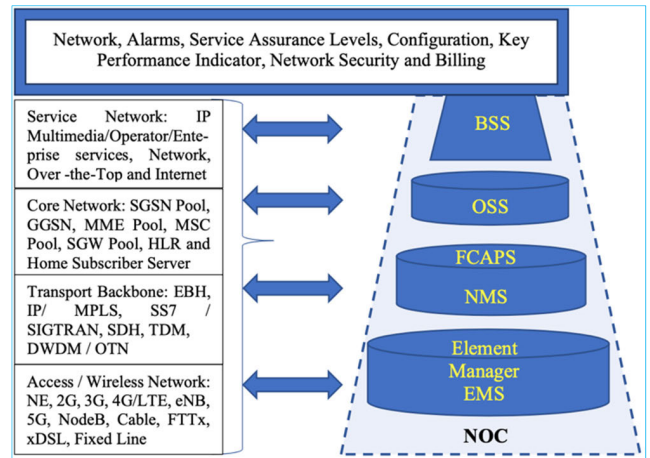 Network, Alarms, Service Assurance Levels, Configuration, Key
Performance Indicator, Network Security and Billing
Service Network: IP
Multimedia/Operator/Ente-
prise services, Network,
Over -the-Top and Internet
Core Network: SGSN Pool,
GGSN, MME Pool, MSC
Pool, SGW Pool, HLR and
Home Subscriber Server
Transport Backbone: EBH,
IP/ MPLS, SS7 /
SIGTRAN, SDH, TDM,
DWDM / OTN
Access / Wireless Network:
NE, 2G, 3G, 4G/LTE, eNB,
5G, NodeB, Cable, FTTx,
xDSL, Fixed Line
BSS
OSS
FCAPS
NMS
Element
Manager
EMS
NOC